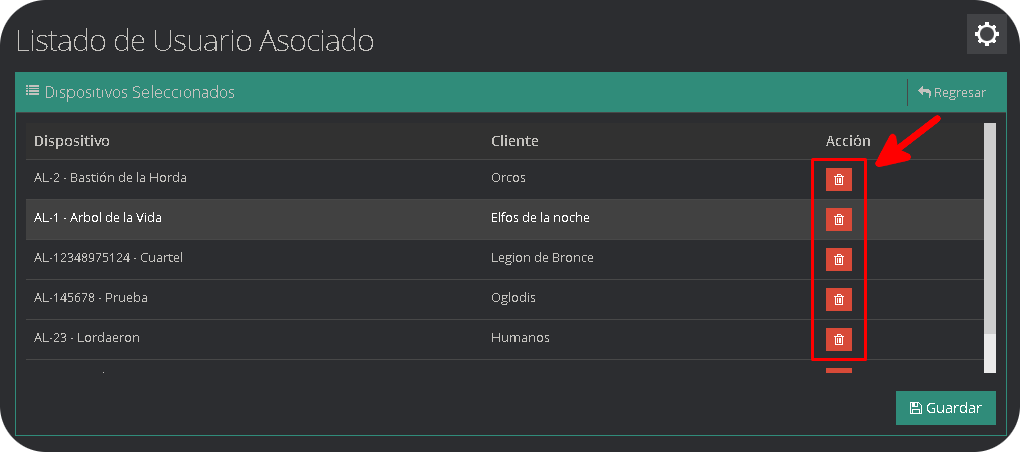 Listado de Usuario Asociado
Dispositivos Seleccionados Regresar
Dispositivo Cliente Acción
AL-2 - Bastión de la Horda Orcos
AL-1 - Arbol de la Vida Elfos de la noche
AL-12348975124 - Cuartel Legion de Bronce
AL-145678 - Prueba Oglodis
AL-23 - Lordaeron Humanos
Guardar